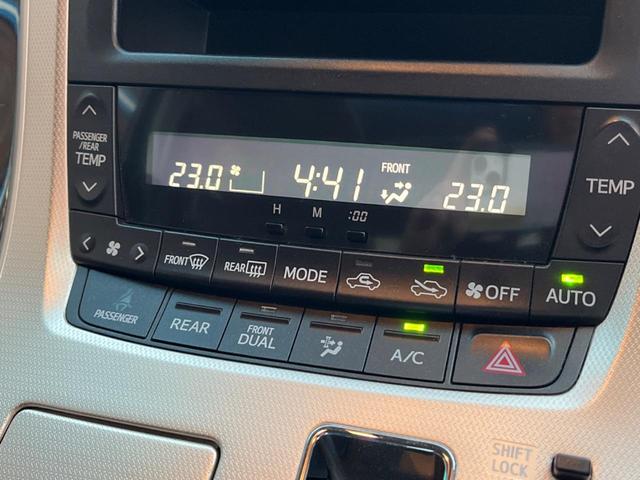 PASSENGER
/REAR
TEMP
23.0
4:41
FRONT
23.0
H M :00
TEMP
FRONT
REAR
MODE
OFF
AUTO
PASSENGER
REAR
FRONT
DUAL
A/C
SHIFT
LOCK